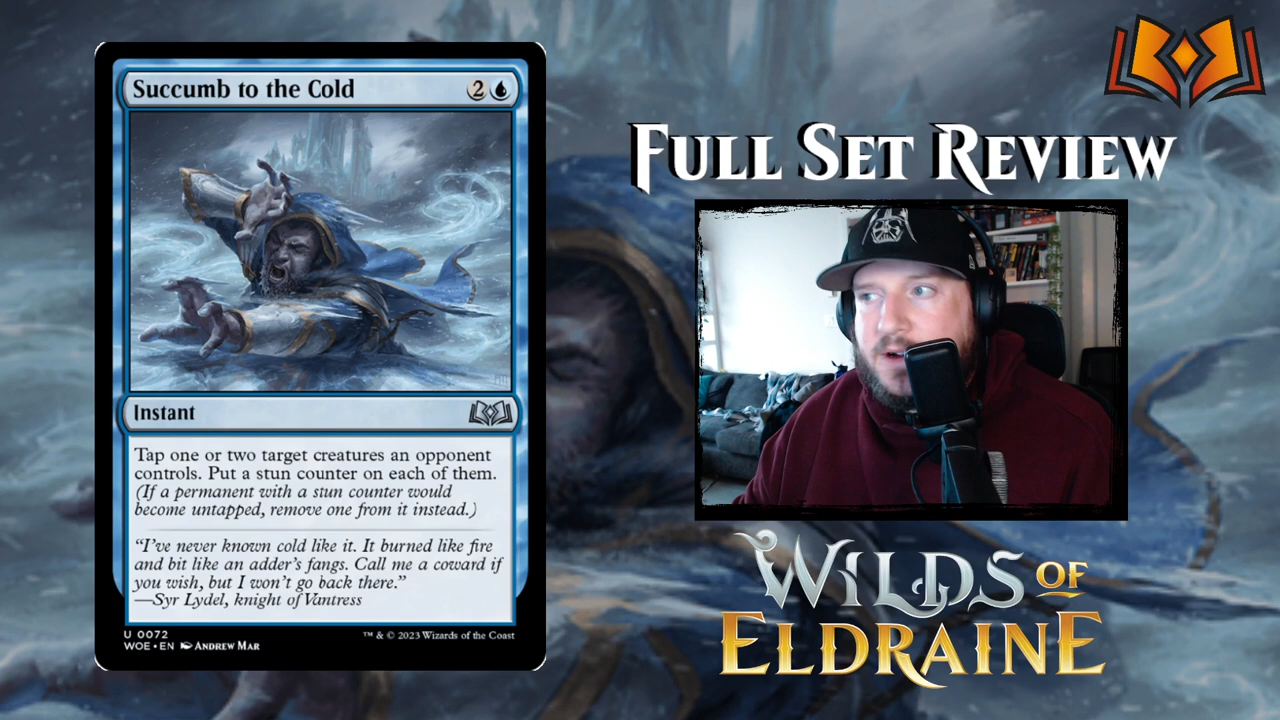 Succumb to the Cold 2
Instant
Tap one or two target creatures an opponent
controls. Put a stun counter on each of them.
(If a permanent with a stun counter would
become untapped, remove one from it instead.)
"I've never known cold like it. It burned like fire
and bit like an adder's fangs. Call me a coward if
you wish, but I won't go back there."
—Syr Lydel, knight of Vantress
U 0072
WOE • EN Andrew Mar
™ & © 2023 Wizards of the Coast
Full Set Review
WILDS OF
ELDRAINE